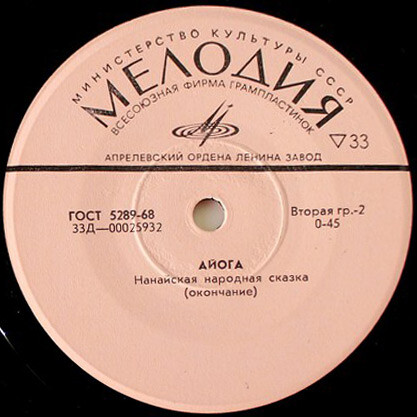 МИНИСТЕРСТВО КУЛЬТУРЫ СССР
МЕЛОДИЯ
ВСЕСОЮЗНАЯ ФИРМА ГРАМПЛАСТИНОК
▽33
АПРЕЛЕВСКИЙ ОРДЕНА ЛЕНИНА ЗАВОД
ГОСТ 5289-68
33Д—00025932
Вторая гр.-2
0-45
АЙОГА
Нанайская народная сказка
(окончание)